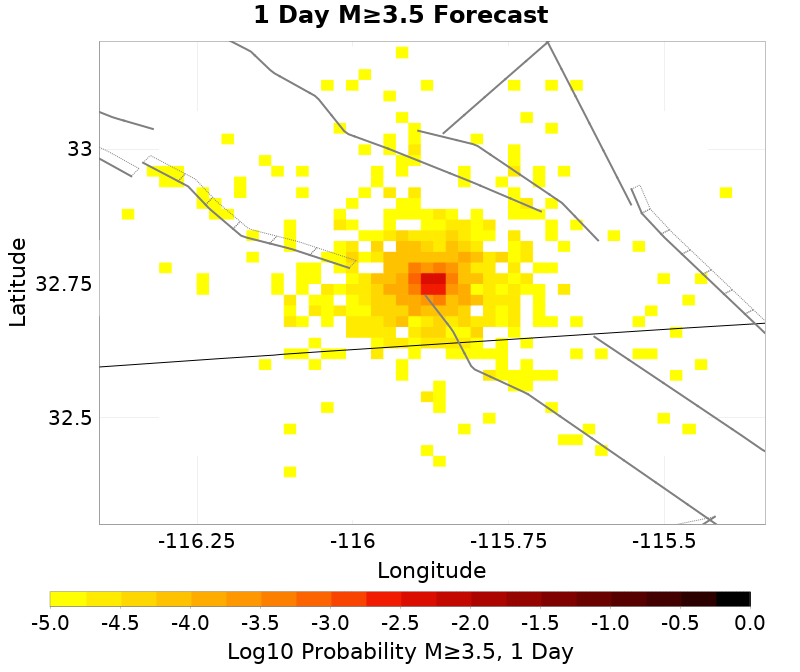 1 Day M≥3.5 Forecast
33
32.75
32.5
Latitude
-116.25 -116 -115.75 -115.5
Longitude
-5.0 -4.5 -4.0 -3.5 -3.0 -2.5 -2.0 -1.5 -1.0 -0.5 0.0
Log10 Probability M≥3.5, 1 Day